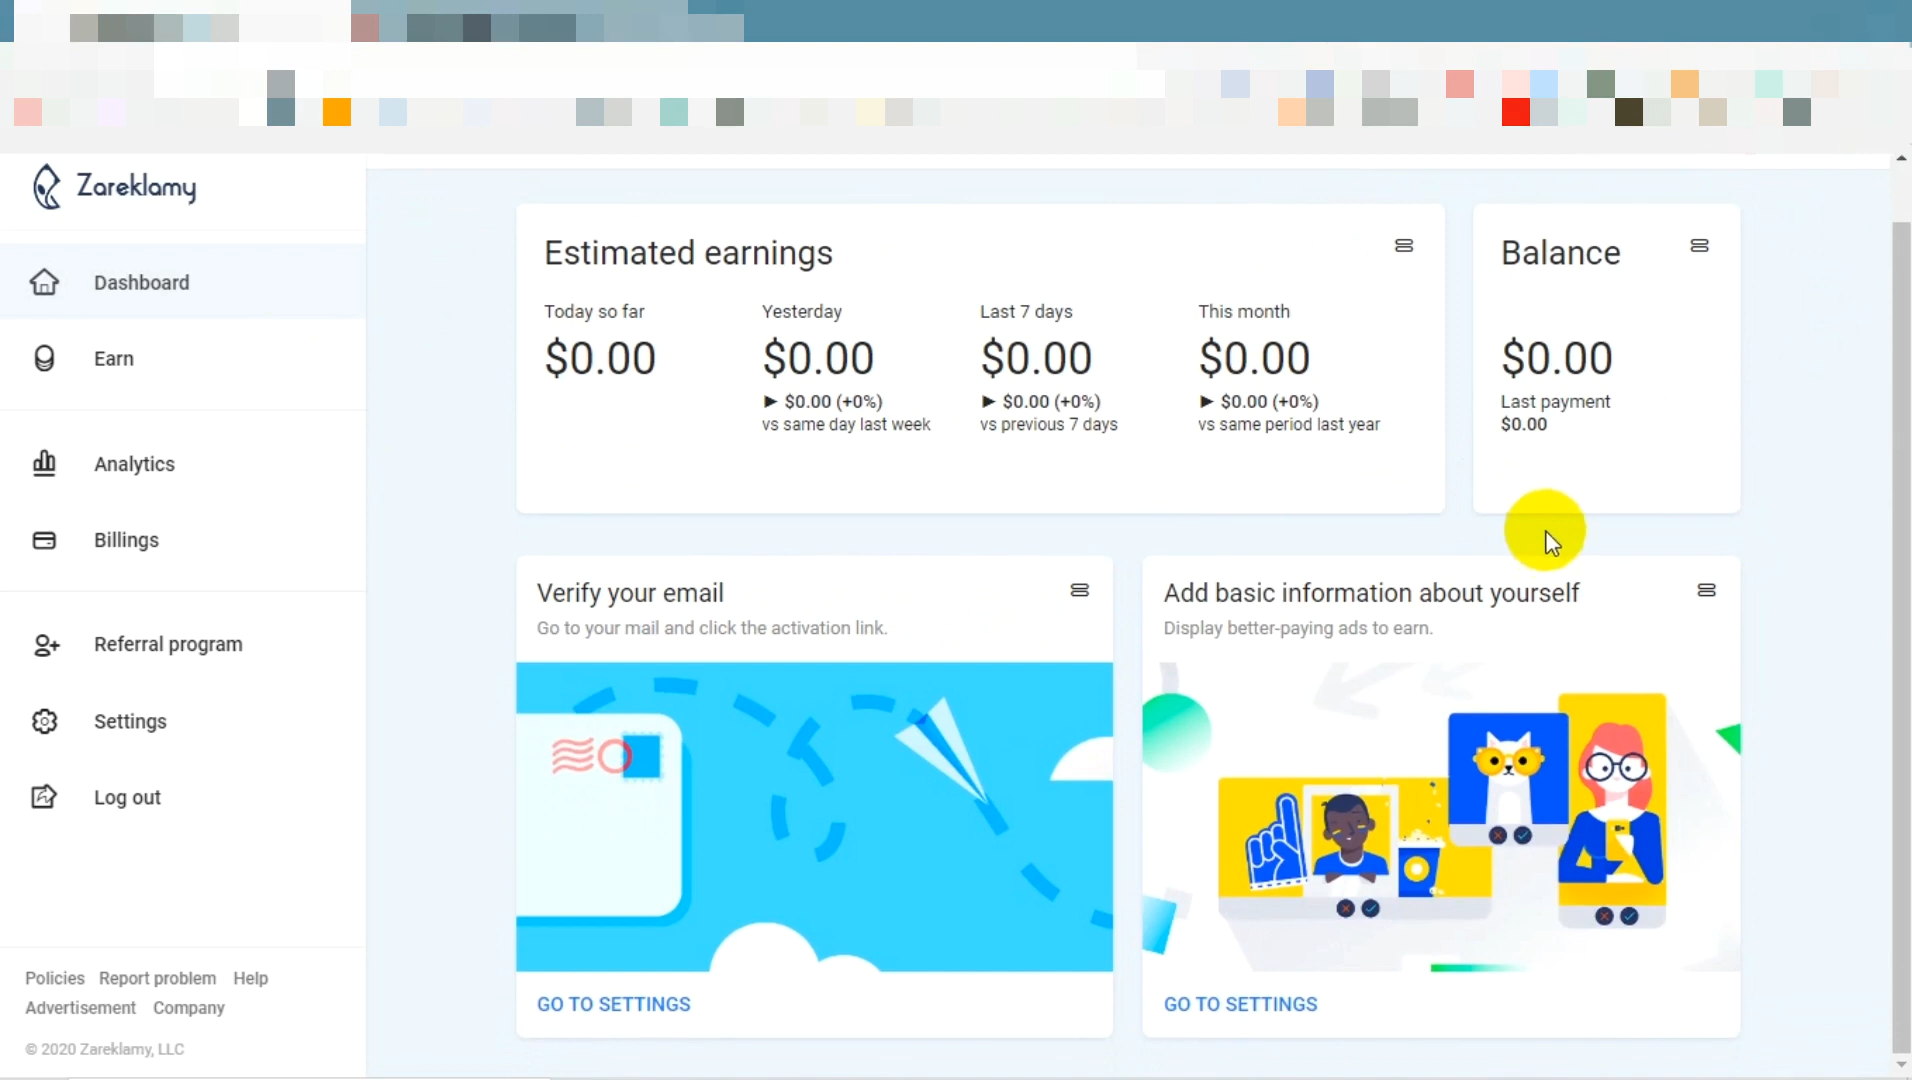 Zareklamy
Dashboard
Earn
Analytics
Billings
Referral program
Settings
Log out
Policies Report problem Help
Advertisement Company
© 2020 Zareklamy, LLC
Estimated earnings
Today so far
$0.00
Yesterday
$0.00
► $0.00 (+0%)
vs same day last week
Last 7 days
$0.00
► $0.00 (+0%)
vs previous 7 days
This month
$0.00
► $0.00 (+0%)
vs same period last year
Balance
$0.00
Last payment
$0.00
Verify your email
Go to your mail and click the activation link.
GO TO SETTINGS
Add basic information about yourself
Display better-paying ads to earn.
GO TO SETTINGS